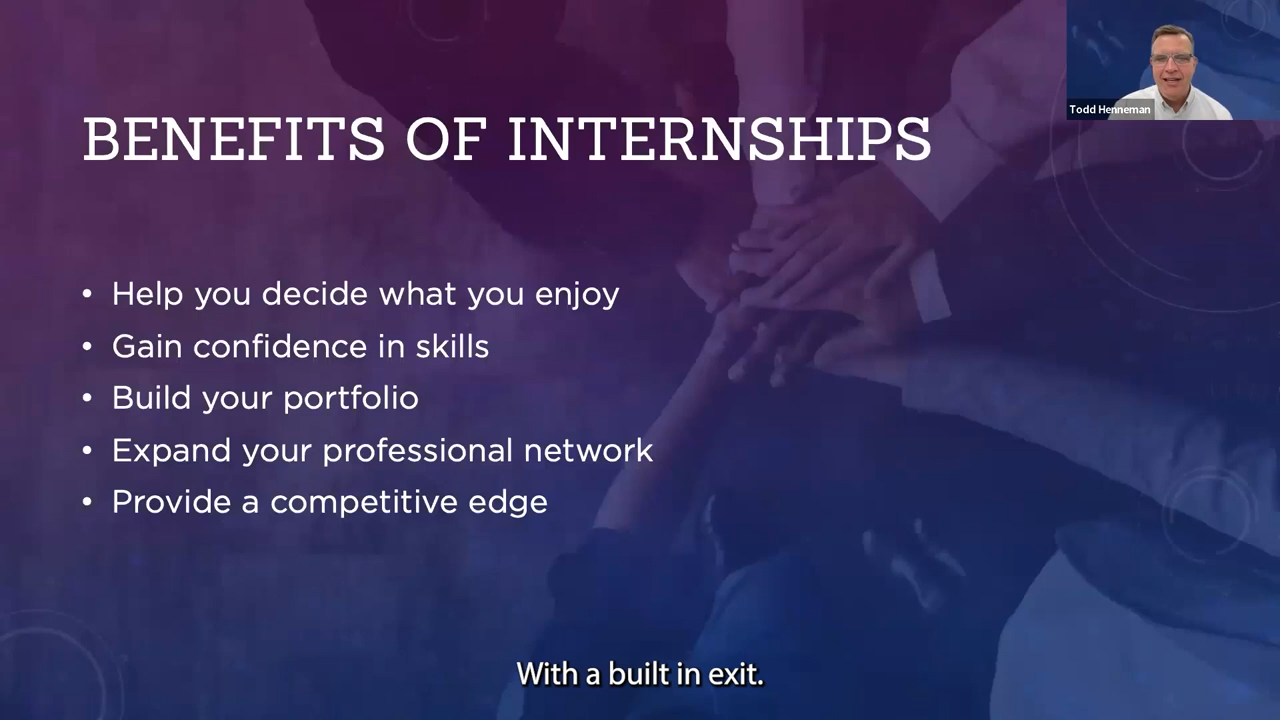 Todd Henneman
BENEFITS OF INTERNSHIPS
• Help you decide what you enjoy
• Gain confidence in skills
• Build your portfolio
• Expand your professional network
• Provide a competitive edge
With a built in exit.